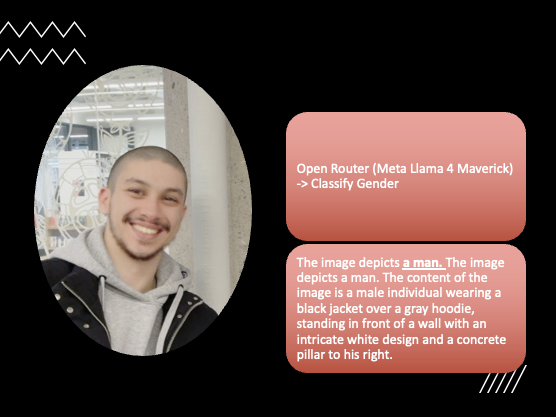 Open Router (Meta Llama 4 Maverick)
-> Classify Gender
The image depicts a man. The image
depicts a man. The content of the
image is a male individual wearing a
black jacket over a gray hoodie,
standing in front of a wall with an
intricate white design and a concrete
pillar to his right.